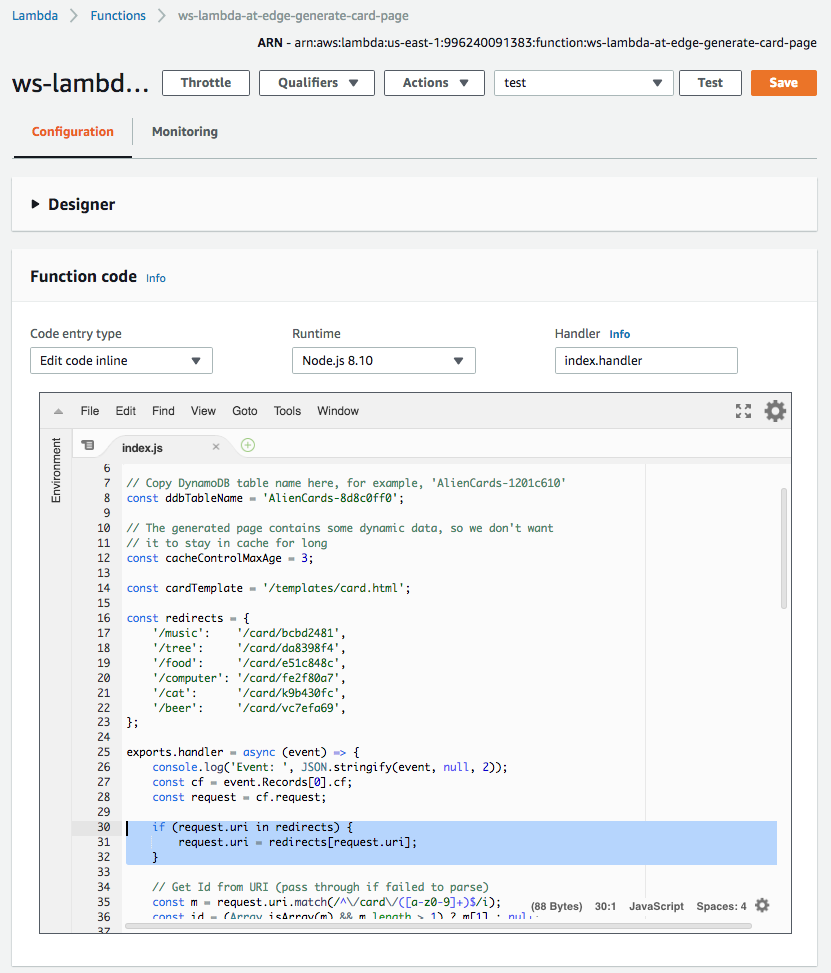 Lambda > Functions > ws-lambda-at-edge-generate-card-page
ARN - arn:aws:lambda:us-east-1:996240091383:function:ws-lambda-at-edge-generate-card-page
ws-lambd... Throttle Qualifiers Actions test Test Save
Configuration Monitoring
Designer
Function code Info
Code entry type Runtime Handler Info
Edit code inline Node.js 8.10 index.handler
File Edit Find View Goto Tools Window
Environment
index.js
6
7 // Copy DynamoDB table name here, for example, 'AlienCards-1201c610'
8 const ddbTableName = 'AlienCards-8d8c0ff0';
9
10 // The generated page contains some dynamic data, so we don't want
11 // it to stay in cache for long
12 const cacheControlMaxAge = 3;
13
14 const cardTemplate = '/templates/card.html';
15
16 const redirects = {
17 '/music': '/card/bcbd2481',
18 '/tree': '/card/da8398f4',
19 '/food': '/card/e51c848c',
20 '/computer': '/card/fe2f80a7',
21 '/cat': '/card/k9b430fc',
22 '/beer': '/card/vc7efa69',
23 };
24
25 exports.handler = async (event) => {
26 console.log('Event: ', JSON.stringify(event, null, 2));
27 const cf = event.Records[0].cf;
28 const request = cf.request;
29
30 if (request.uri in redirects) {
31 request.uri = redirects[request.uri];
32 }
33
34 // Get Id from URI (pass through if failed to parse)
35 const m = request.uri.match(/^\/card\/([a-z0-9]+)$/i);
36 const id = (Array.isArray(m) && m.length > 1) ? m[1] : null;
37
(88 Bytes) 30:1 JavaScript Spaces: 4